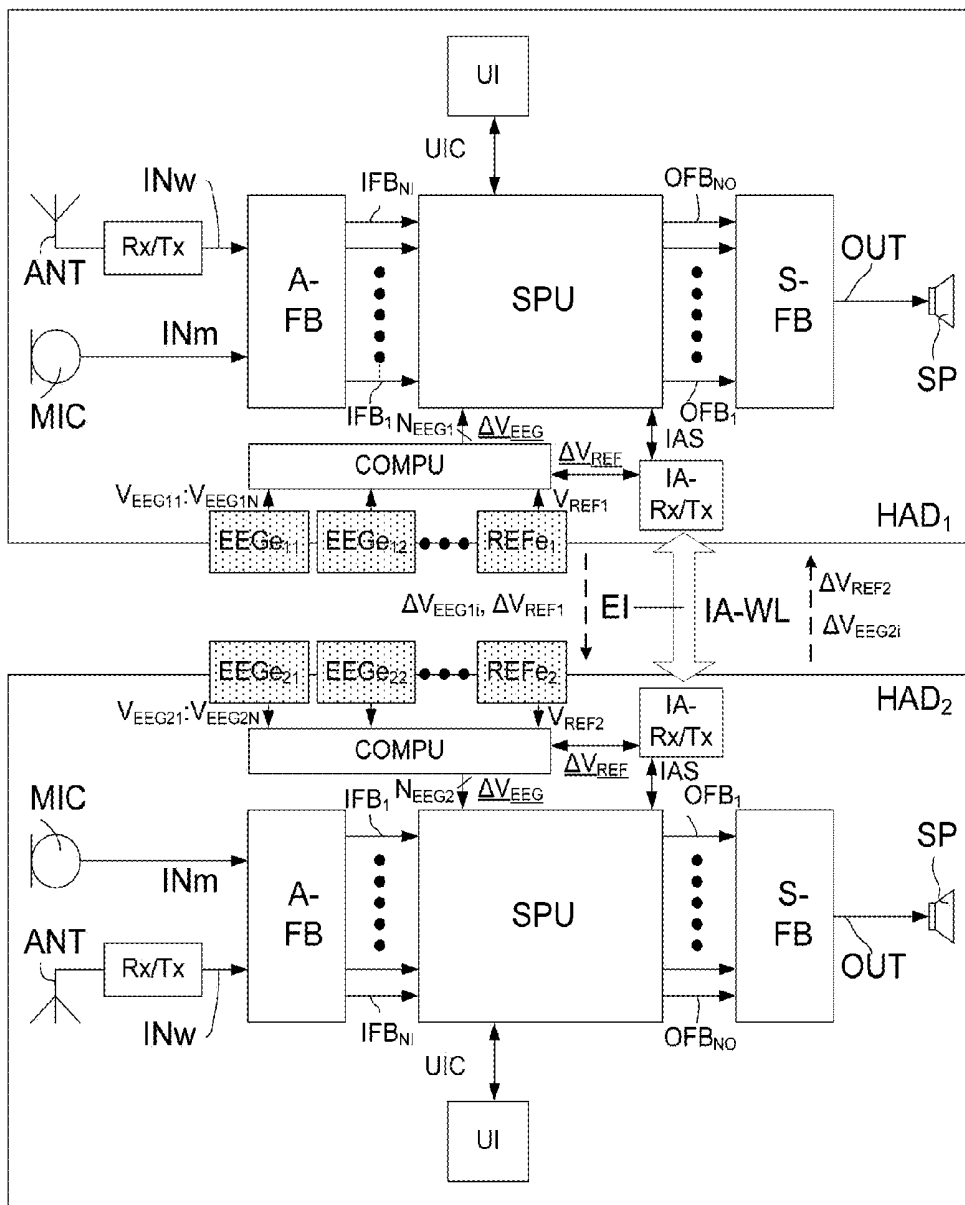 UI
UIC
INw
IFB_NI
OFB_NO
ANT
Rx/Tx
A-
FB
SPU
S-
FB
OUT
INm
MIC
SP
IFB_1
OFB_1
N_EEG1
ΔV_EEG
IAS
COMPU
ΔV_REF
IA-
Rx/Tx
V_EEG11:V_EEG1N
V_REF1
EEGe_11
EEGe_12
REFe_1
HAD_1
ΔV_EEG1i, ΔV_REF1
EI
IA-WL
ΔV_REF2
ΔV_EEG2i
EEGe_21
EEGe_22
REFe_2
HAD_2
V_EEG21:V_EEG2N
V_REF2
IA-
Rx/Tx
COMPU
ΔV_REF
IAS
N_EEG2
ΔV_EEG
MIC
IFB_1
OFB_1
SP
INm
A-
FB
SPU
S-
FB
ANT
Rx/Tx
OUT
INw
IFB_NI
OFB_NO
UIC
UI